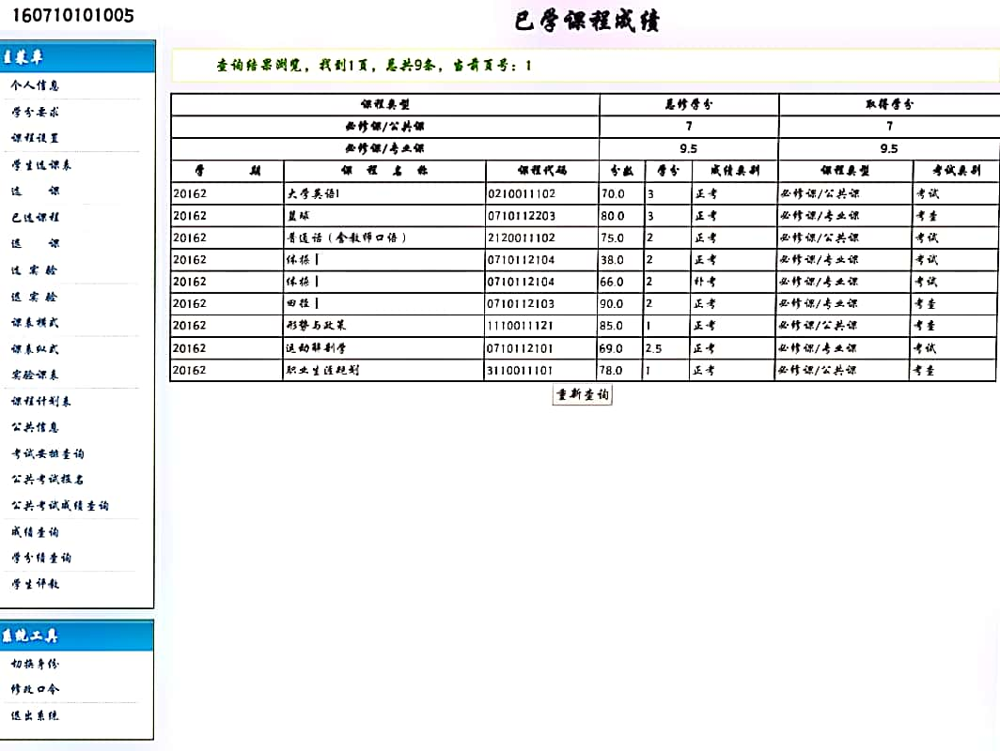 160710101005
已学课程成绩
主菜单
个人信息
学分要求
课程设置
学生选课表
选 课
已选课程
退 课
选 实 验
退 实 验
课表模式
课表纵式
实验课表
课程计划表
公共信息
考试安排查询
公共考试报名
公共考试成绩查询
成绩查询
学分绩查询
学生评教
系统工具
切换身份
修改口令
退出系统
查询结果浏览，找到1页，总共9条，当前页号：1
课程类型 总修学分 取得学分
必修课/公共课 7 7
必修课/专业课 9.5 9.5
学 期 课 程 名 称 课程代码 分数 学分 成绩类别 课程类型 考试类别
20162 大学英语I 0210011102 70.0 3 正考 必修课/公共课 考试
20162 篮球 0710112203 80.0 3 正考 必修课/专业课 考查
20162 普通话（含教师口语） 2120011102 75.0 2 正考 必修课/公共课 考试
20162 体操Ⅰ 0710112104 38.0 2 正考 必修课/专业课 考试
20162 体操Ⅰ 0710112104 66.0 2 补考 必修课/专业课 考试
20162 田径Ⅰ 0710112103 90.0 2 正考 必修课/专业课 考查
20162 形势与政策 1110011121 85.0 1 正考 必修课/公共课 考查
20162 运动解剖学 0710112101 69.0 2.5 正考 必修课/专业课 考试
20162 职业生涯规划 3110011101 78.0 1 正考 必修课/公共课 考查
重新查询